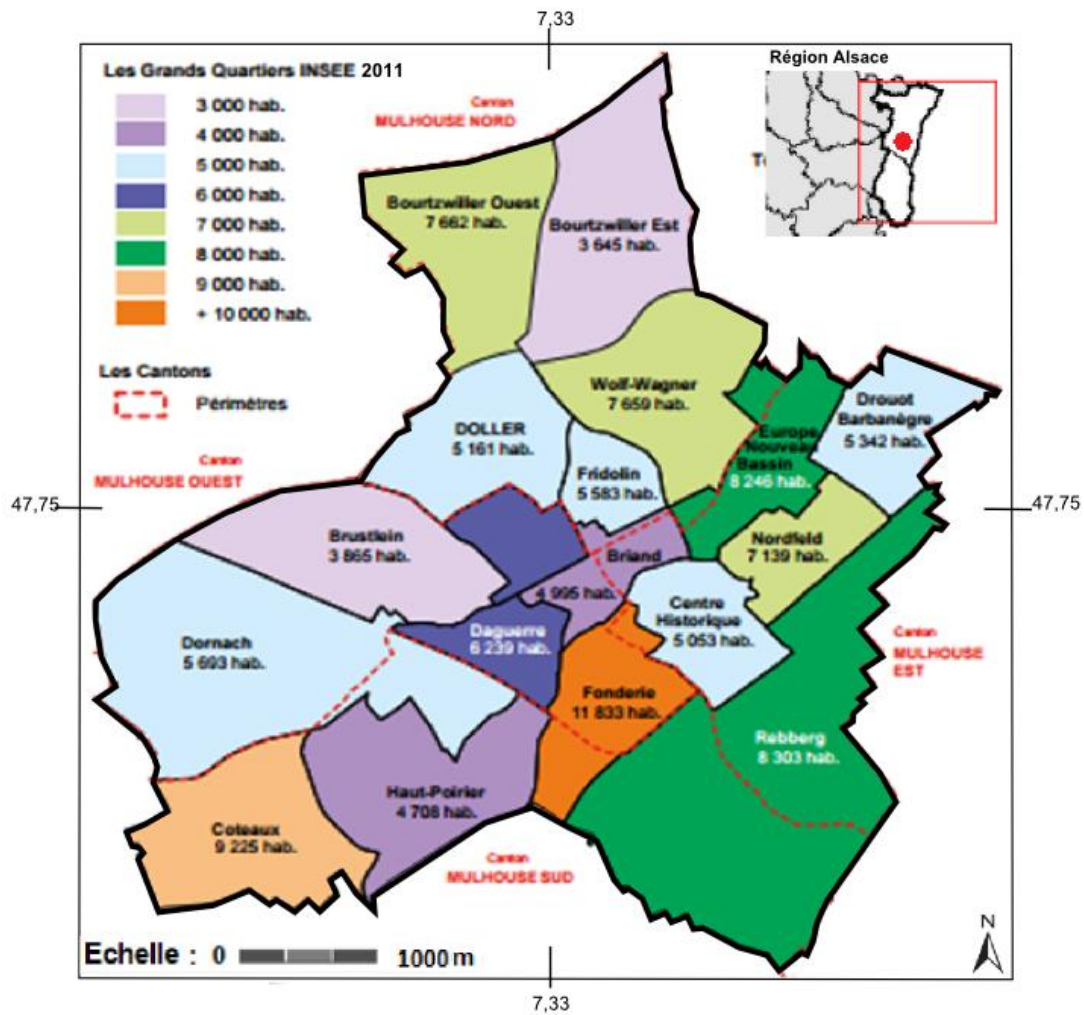 7,33
Les Grands Quartiers INSEE 2011
3 000 hab.
4 000 hab.
5 000 hab.
6 000 hab.
7 000 hab.
8 000 hab.
9 000 hab.
+ 10 000 hab.
Les Cantons
Périmètres
Région Alsace
Canton
MULHOUSE NORD
Bourtzwiller Ouest
7 662 hab.
Bourtzwiller Est
3 645 hab.
Wolf-Wagner
7 659 hab.
DOLLER
5 161 hab.
Fridolin
5 583 hab.
Europe
Nouveau
Bassin
8 246 hab.
Drouot
Barbanègre
5 342 hab.
Canton
MULHOUSE OUEST
47,75
47,75
Brustlein
3 865 hab.
Briand
4 995 hab.
Nordfeld
7 139 hab.
Dornach
5 693 hab.
Daguerre
6 239 hab.
Centre
Historique
5 053 hab.
Canton
MULHOUSE
EST
Fonderie
11 833 hab.
Rebberg
8 303 hab.
Haut-Poirier
4 708 hab.
Coteaux
9 225 hab.
Canton
MULHOUSE SUD
Echelle : 0 1000 m
N
7,33